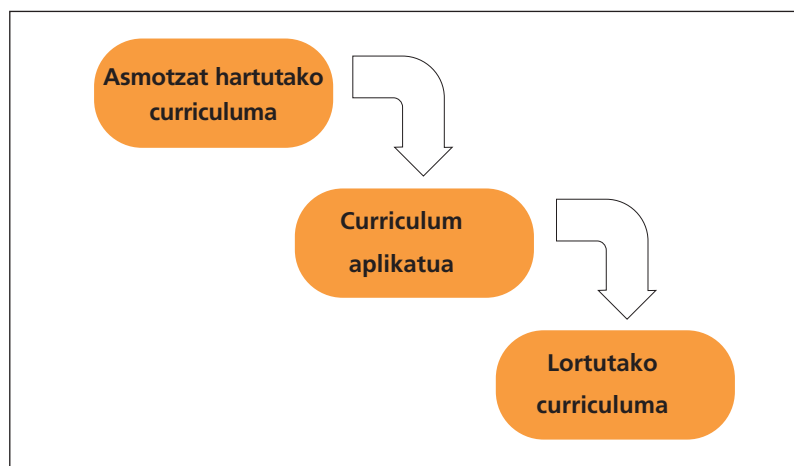 Asmotzat hartutako
curriculuma
Curriculum
aplikatua
Lortutako
curriculuma